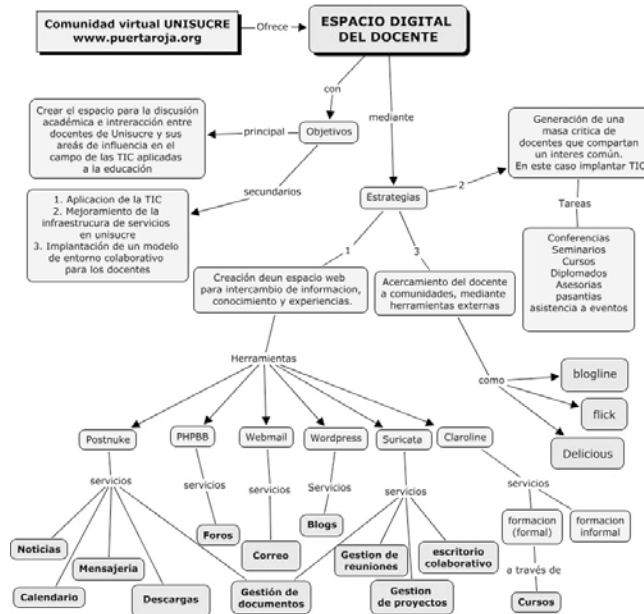 Comunidad virtual UNISUCRE
www.puertaroja.org
Ofrece
ESPACIO DIGITAL
DEL DOCENTE
con
mediante
Crear el espacio para la discusión
académica e intreracción entre
docentes de Unisucre y sus
areás de influencia en el
campo de las TIC aplicadas
a la educación
principal
Objetivos
secundarios
1. Aplicacion de la TIC
2. Mejoramiento de la
infraestrucura de servicios
en unisucre
3. Implantación de un modelo
de entorno colaborativo
para los docentes
Estrategias
2
Generación de una
masa critica de
docentes que compartan
un interes común.
En este caso implantar TIC
Tareas
Conferencias
Seminarios
Cursos
Diplomados
Asesorias
pasantías
asistencia a eventos
1
3
Creación deun espacio web
para intercambio de informacion,
conocimiento y experiencias.
Acercamiento del docente
a comunidades, mediante
herramientas externas
como
blogline
flick
Delicious
Herramientas
Postnuke
PHPBB
Webmail
Wordpress
Suricata
Claroline
servicios
servicios
servicios
Servicios
servicios
servicios
Noticias
Mensajeria
Calendario
Descargas
Foros
Correo
Blogs
Gestión de
documentos
Gestion de
reuniones
Gestion
de proyectos
escritorio
colaborativo
formacion
(formal)
formacion
informal
a través de
Cursos